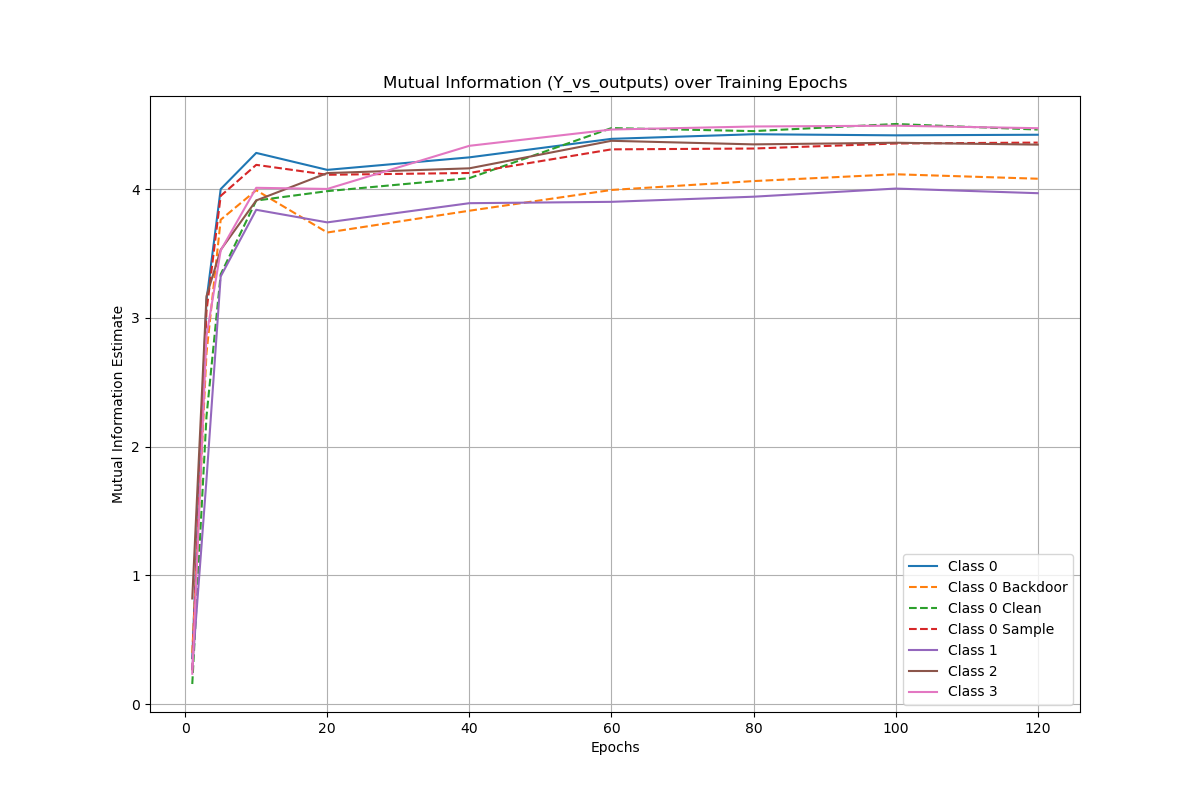 Mutual Information (Y_vs_outputs) over Training Epochs
Mutual Information Estimate
4
3
2
1
0
0 20 40 60 80 100 120
Epochs
Class 0
Class 0 Backdoor
Class 0 Clean
Class 0 Sample
Class 1
Class 2
Class 3